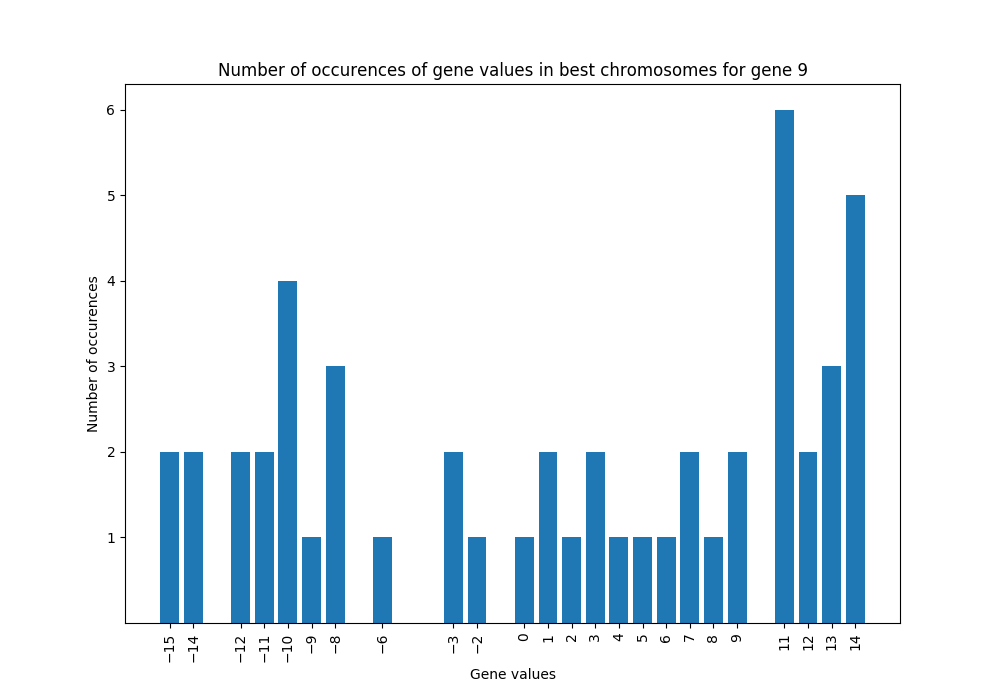 Number of occurences of gene values in best chromosomes for gene 9
6
5
4
3
2
1
Number of occurences
−15 −14 −12 −11 −10 −9 −8 −6 −3 −2 0 1 2 3 4 5 6 7 8 9 11 12 13 14
Gene values